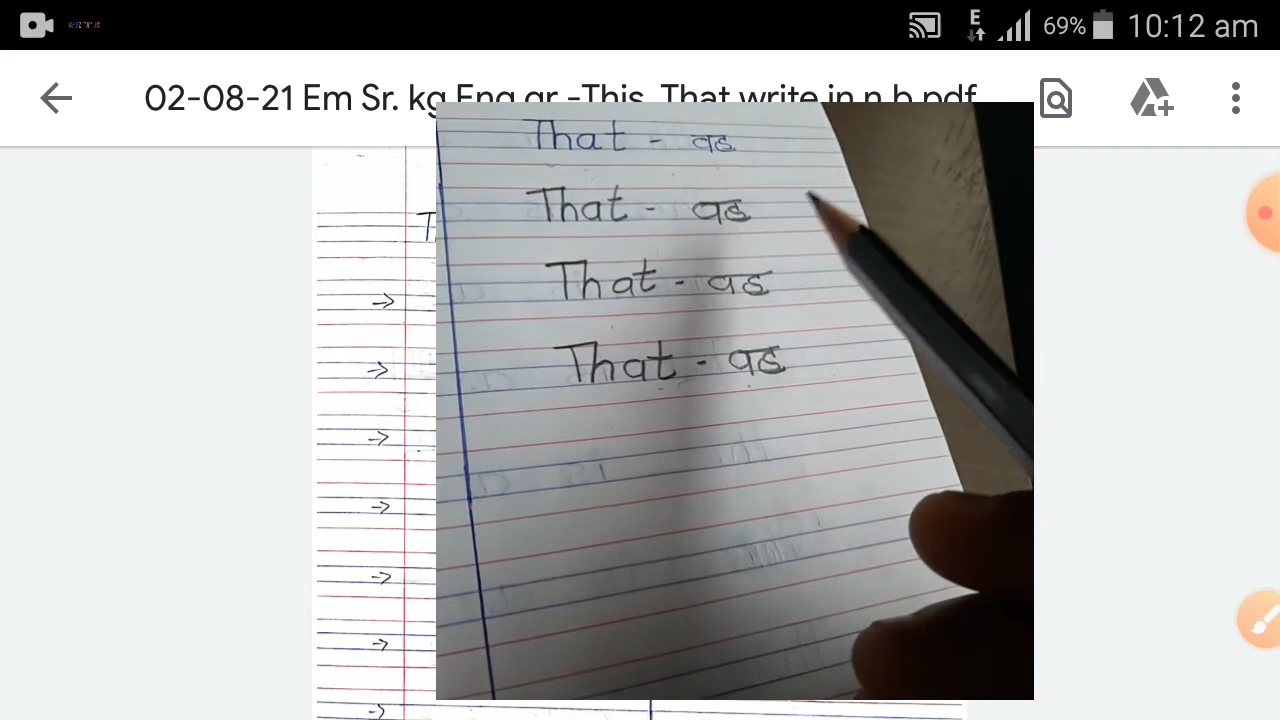 69% 10:12 am
02-08-21 Em Sr. kg Eng gr -This, That write in n.b.pdf
T
That - वह
That - वह
That - वह
That - वह